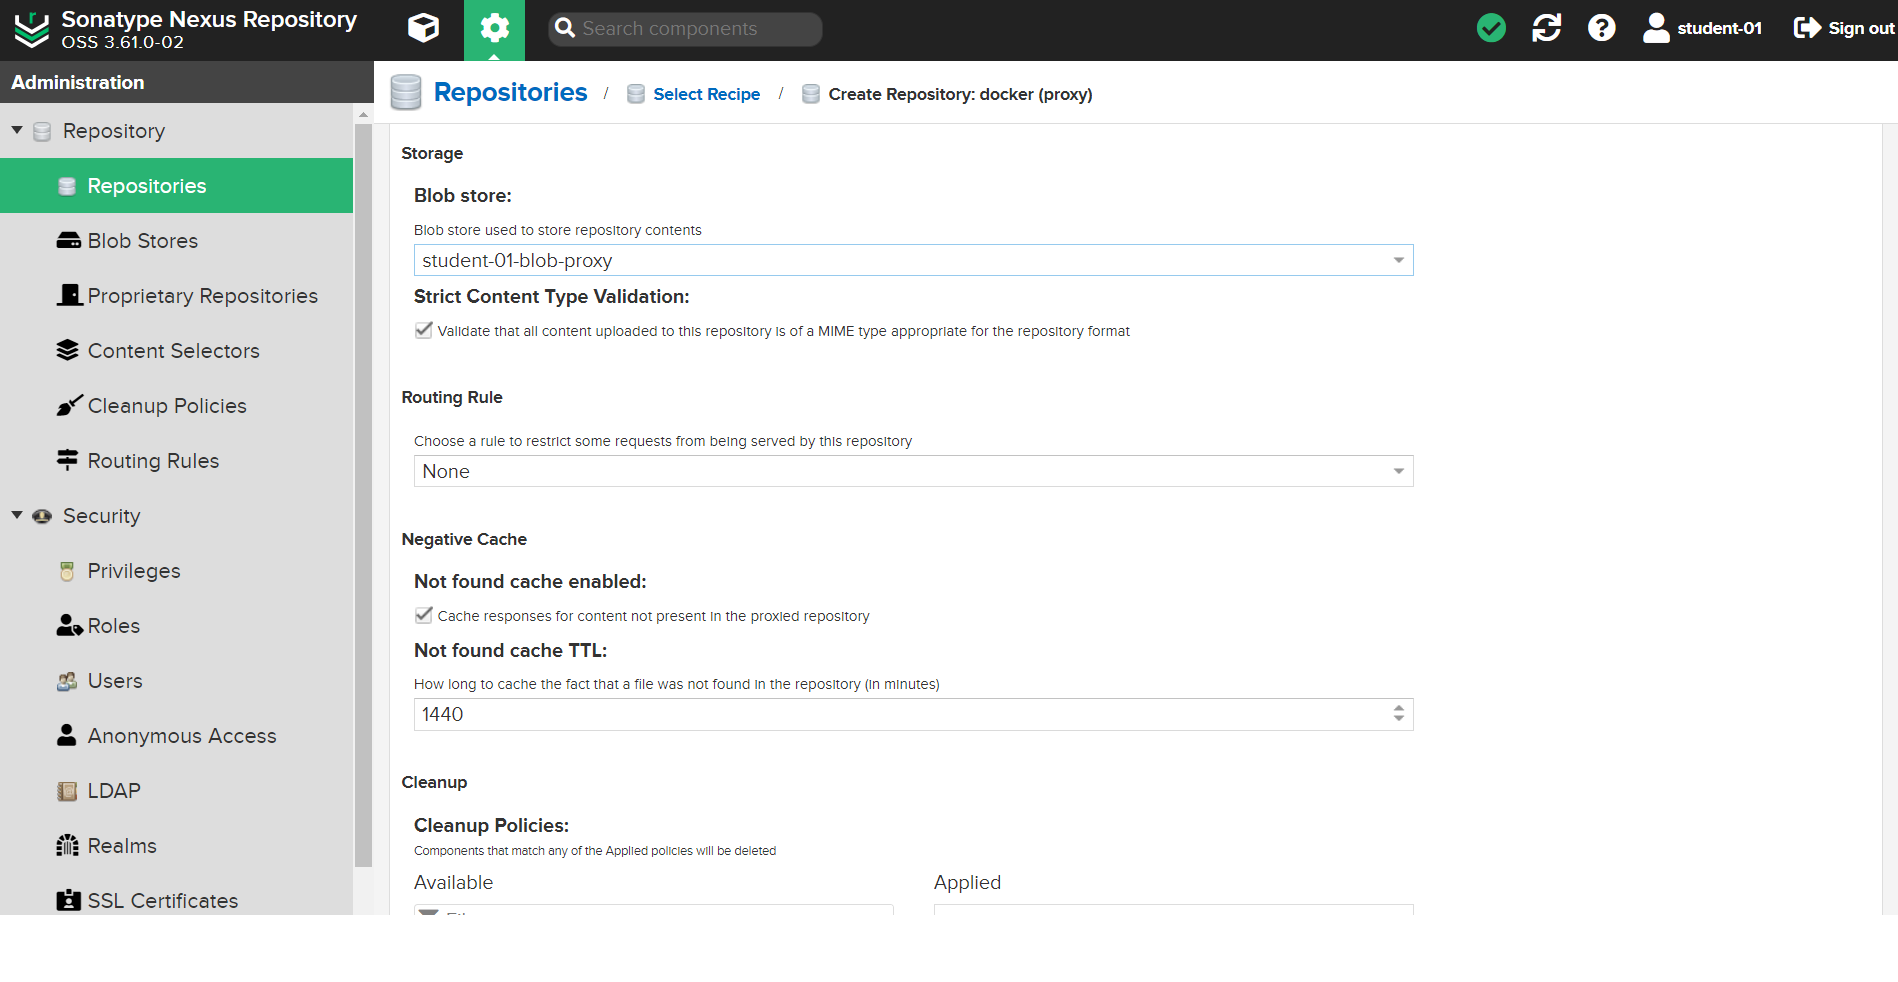 Sonatype Nexus Repository
OSS 3.61.0-02
Search components
student-01
Sign out
Administration
Repository
Repositories
Blob Stores
Proprietary Repositories
Content Selectors
Cleanup Policies
Routing Rules
Security
Privileges
Roles
Users
Anonymous Access
LDAP
Realms
SSL Certificates
Repositories / Select Recipe / Create Repository: docker (proxy)
Storage
Blob store:
Blob store used to store repository contents
student-01-blob-proxy
Strict Content Type Validation:
Validate that all content uploaded to this repository is of a MIME type appropriate for the repository format
Routing Rule
Choose a rule to restrict some requests from being served by this repository
None
Negative Cache
Not found cache enabled:
Cache responses for content not present in the proxied repository
Not found cache TTL:
How long to cache the fact that a file was not found in the repository (in minutes)
1440
Cleanup
Cleanup Policies:
Components that match any of the Applied policies will be deleted
Available
Applied